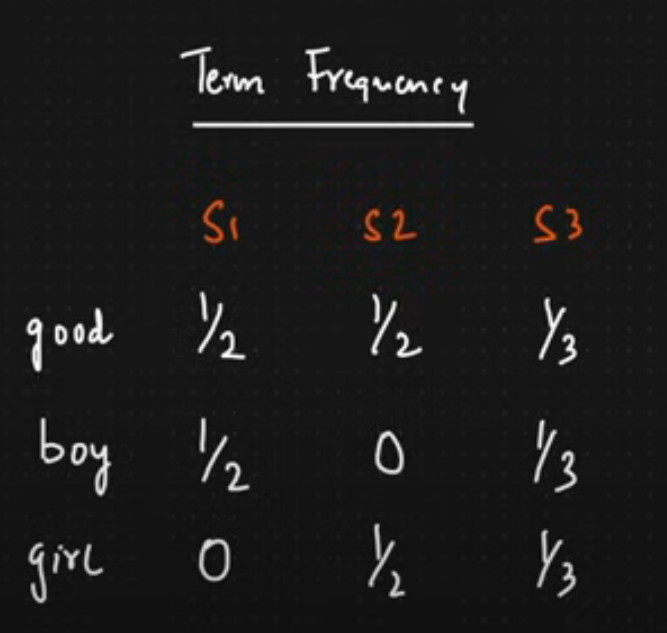 Term Frequency
S1 S2 S3
good 1/2 1/2 1/3
boy 1/2 0 1/3
girl 0 1/2 1/3